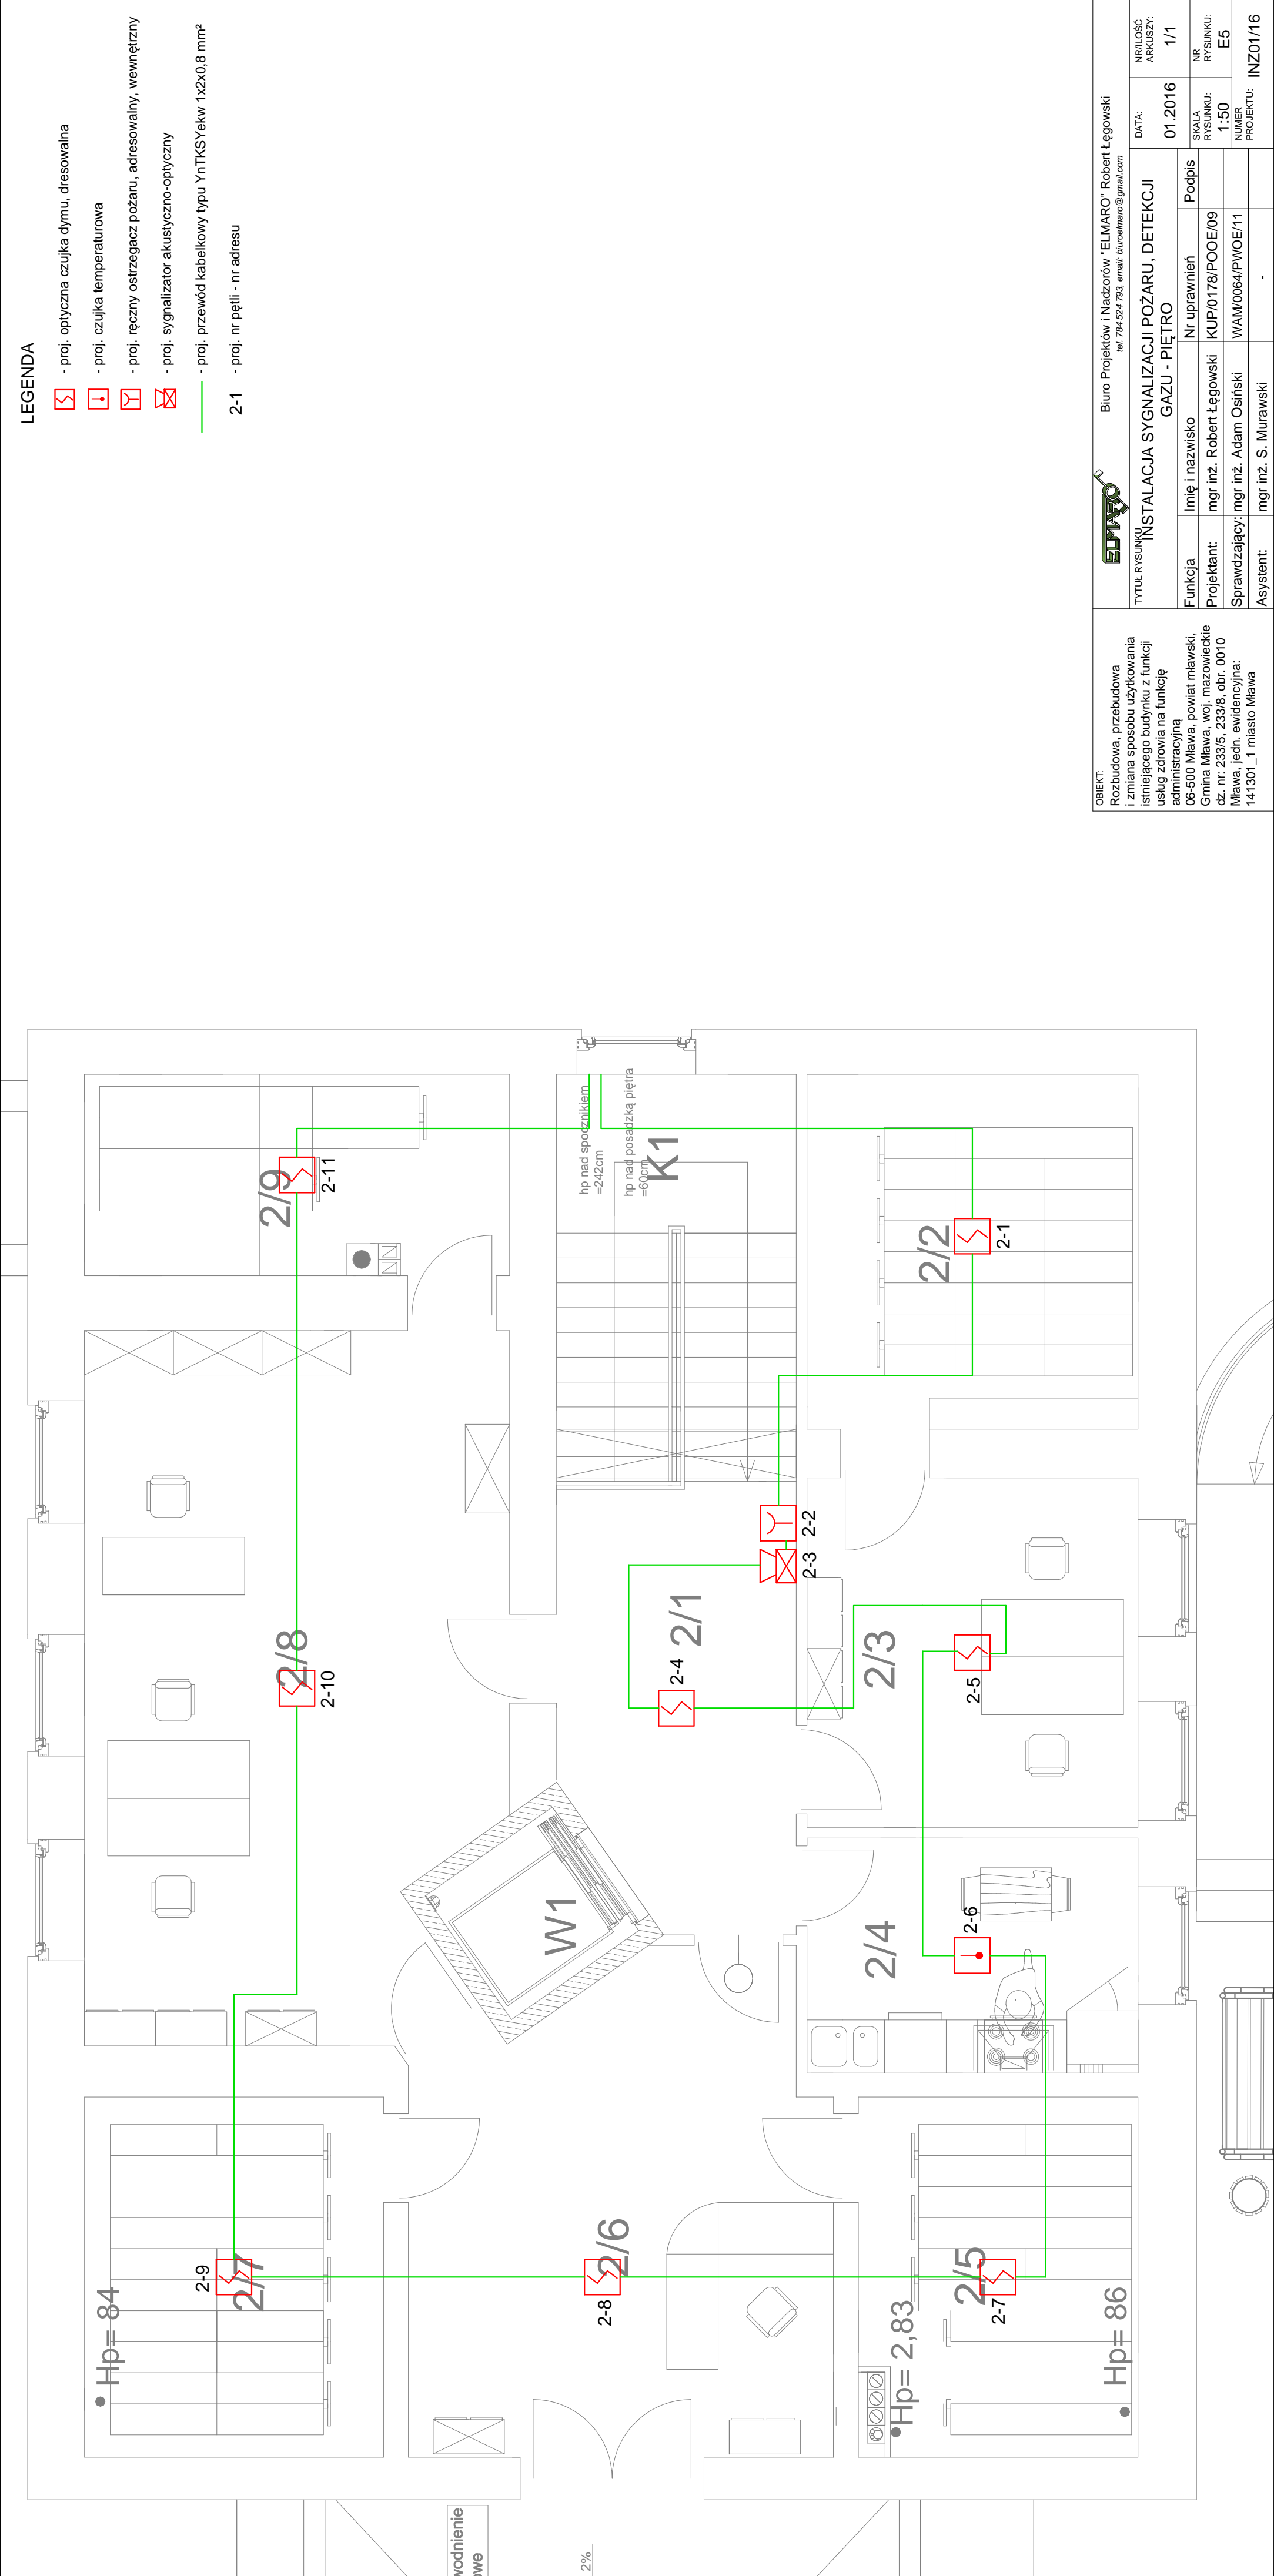 LEGENDA
- proj. optyczna czujka dymu, dresowalna
- proj. czujka temperaturowa
- proj. ręczny ostrzegacz pożaru, adresowalny, wewnętrzny
- proj. sygnalizator akustyczno-optyczny
- proj. przewód kabelkowy typu YnTKSYekw 1x2x0,8 mm²
2-1 - proj. nr pętli - nr adresu
Hp= 84
2-9
2/7
2/8
2-10
2/9
2-11
hp nad spocznikiem
=242cm
hp nad posadzką piętra
=60cm
K1
W1
2/6
2-8
2/1
2-4
2-2
2-3
2/2
2-1
2/3
2-5
2/4
2-6
2/5
2-7
Hp= 2,83
Hp= 86
wodnienie
owe
2%
OBIEKT:
Rozbudowa, przebudowa
i zmiana sposobu użytkowania
istniejącego budynku z funkcji
usług zdrowia na funkcję
administracyjną
06-500 Mława, powiat mławski,
Gmina Mława, woj. mazowieckie
dz. nr: 233/5, 233/8, obr. 0010
Mława, jedn. ewidencyjna:
141301_1 miasto Mława
ELMARO
Biuro Projektów i Nadzorów "ELMARO" Robert Łęgowski
tel. 784 524 793, email: biuroelmaro@gmail.com
TYTUŁ RYSUNKU
INSTALACJA SYGNALIZACJI POŻARU, DETEKCJI
GAZU - PIĘTRO
DATA:
01.2016
NR/ILOŚĆ
ARKUSZY:
1/1
Funkcja Imię i nazwisko Nr uprawnień Podpis
Projektant: mgr inż. Robert Łęgowski KUP/0178/POOE/09
Sprawdzający: mgr inż. Adam Osiński WAM/0064/PWOE/11
Asystent: mgr inż. S. Murawski -
SKALA
RYSUNKU:
1:50
NR
RYSUNKU:
E5
NUMER
PROJEKTU:
INZ01/16